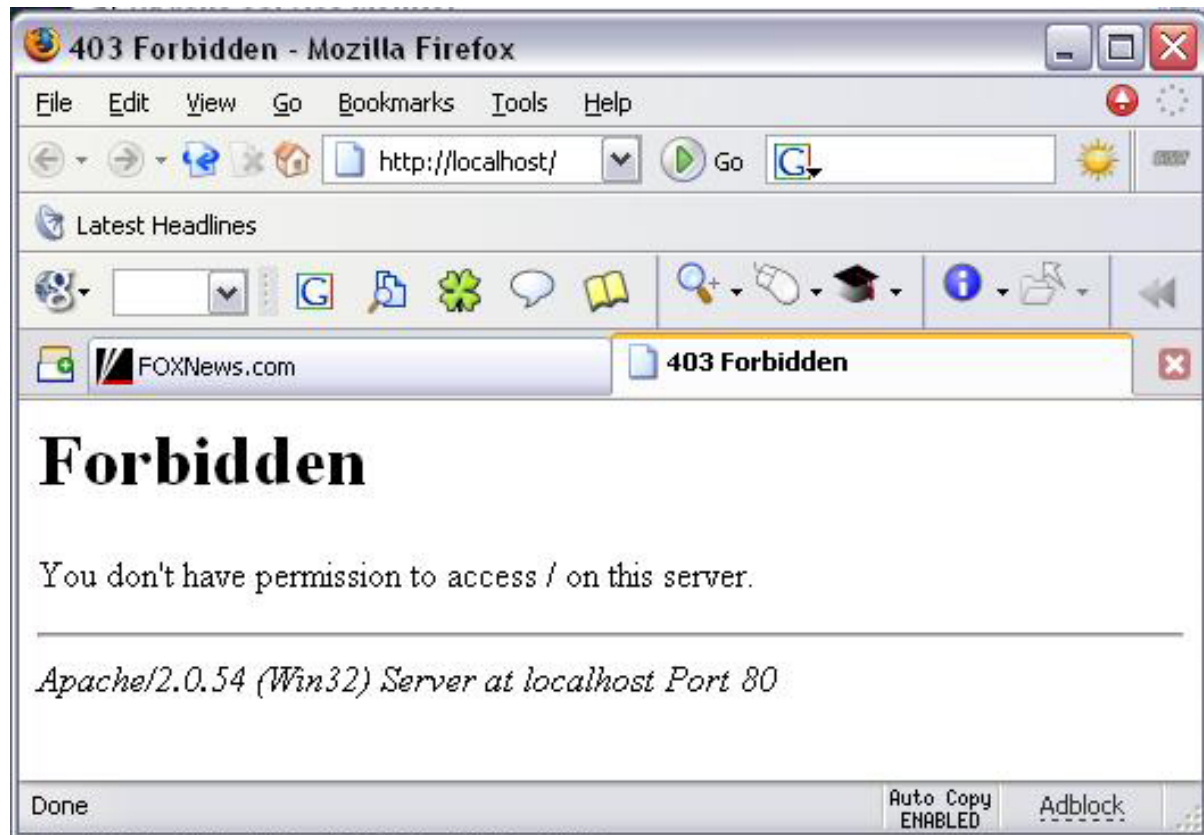 403 Forbidden - Mozilla Firefox
File Edit View Go Bookmarks Tools Help
http://localhost/ Go G
Latest Headlines
G
FOXNews.com 403 Forbidden
Forbidden
You don't have permission to access / on this server.
Apache/2.0.54 (Win32) Server at localhost Port 80
Done Auto Copy ENABLED Adblock